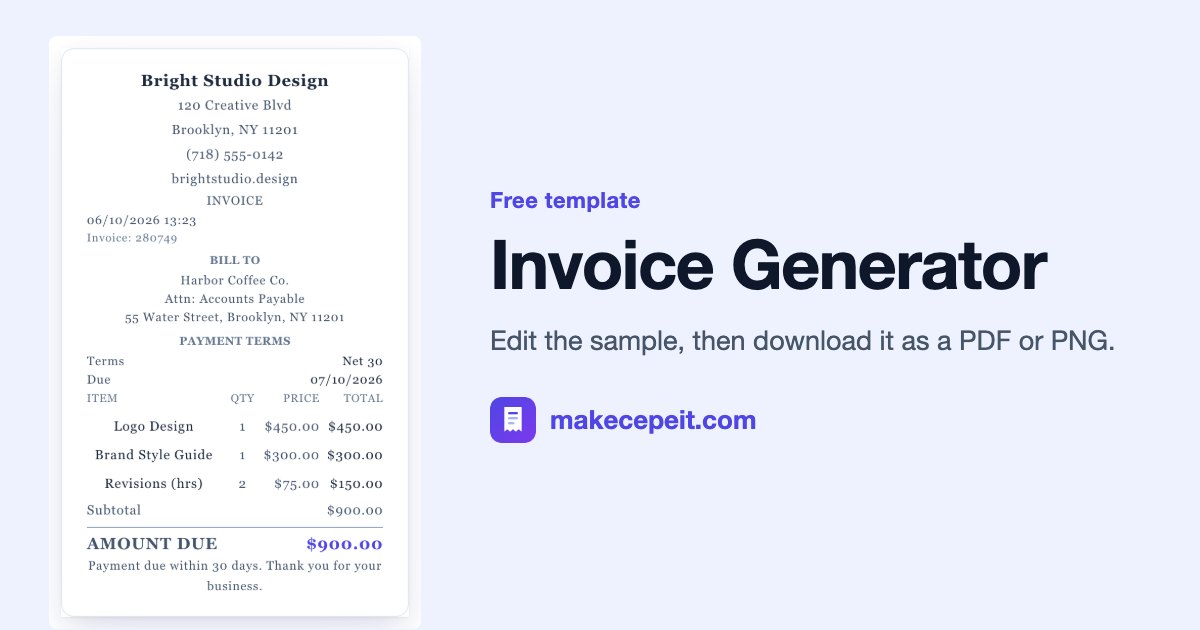 Bright Studio Design
120 Creative Blvd
Brooklyn, NY 11201
(718) 555-0142
brightstudio.design
INVOICE
06/10/2026 13:23
Invoice: 280749
BILL TO
Harbor Coffee Co.
Attn: Accounts Payable
55 Water Street, Brooklyn, NY 11201
PAYMENT TERMS
Terms Net 30
Due 07/10/2026
ITEM QTY PRICE TOTAL
Logo Design 1 $450.00 $450.00
Brand Style Guide 1 $300.00 $300.00
Revisions (hrs) 2 $75.00 $150.00
Subtotal $900.00
AMOUNT DUE $900.00
Payment due within 30 days. Thank you for your
business.
Free template
Invoice Generator
Edit the sample, then download it as a PDF or PNG.
makecepeit.com